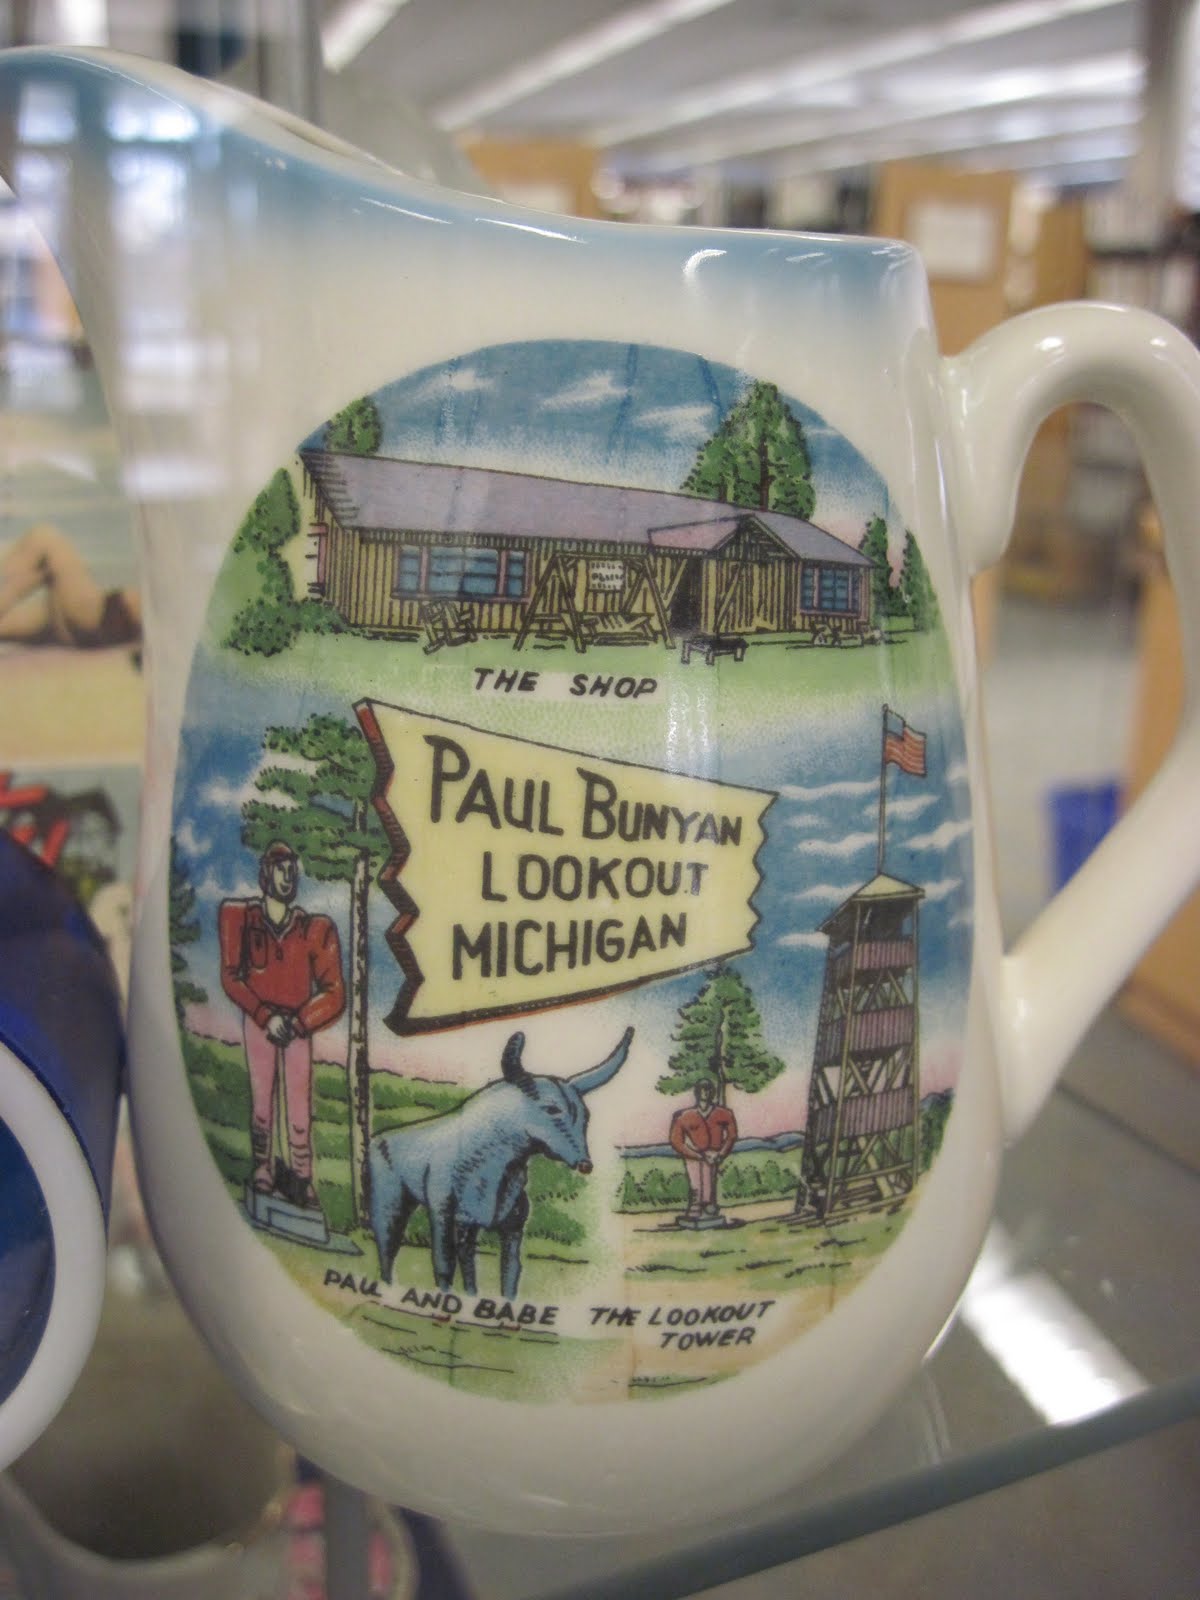 THE SHOP
PAUL BUNYAN
LOOKOUT
MICHIGAN
PAUL AND BABE
THE LOOKOUT
TOWER